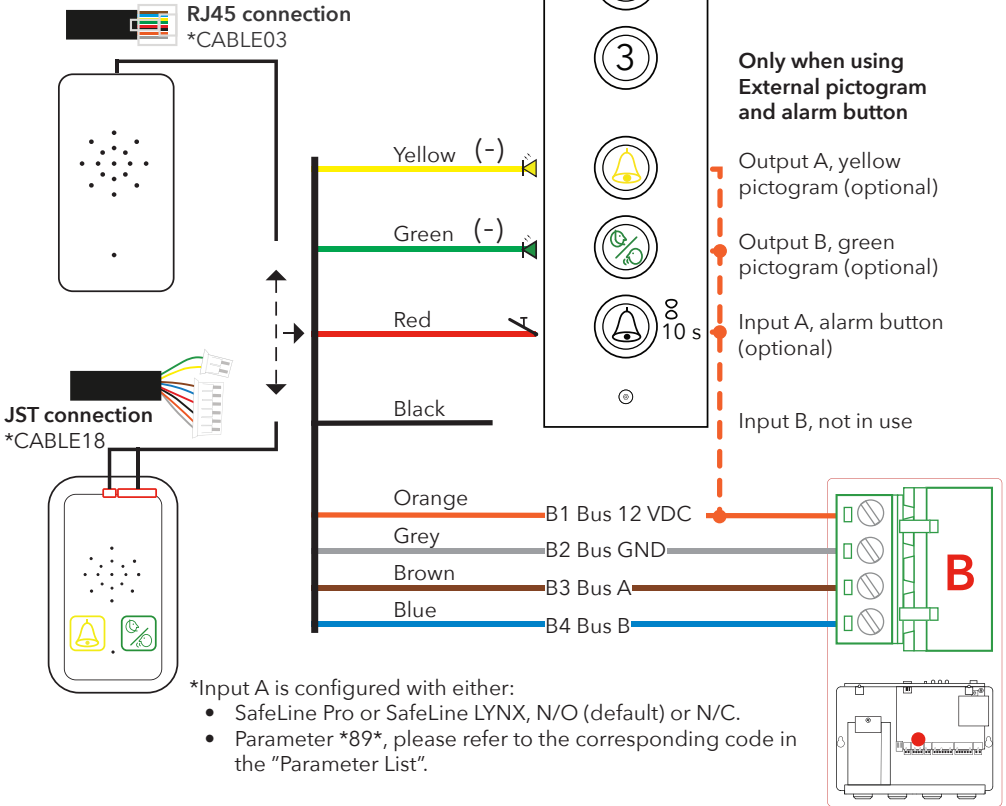 RJ45 connection
*CABLE03
3
Only when using
External pictogram
and alarm button
Yellow (-)
Output A, yellow
pictogram (optional)
Green (-)
Output B, green
pictogram (optional)
Red
10 s
Input A, alarm button
(optional)
JST connection
*CABLE18
Black
Input B, not in use
Orange
B1 Bus 12 VDC
Grey
B2 Bus GND
Brown
B3 Bus A
Blue
B4 Bus B
B
*Input A is configured with either:
• SafeLine Pro or SafeLine LYNX, N/O (default) or N/C.
• Parameter *89*, please refer to the corresponding code in
the "Parameter List".